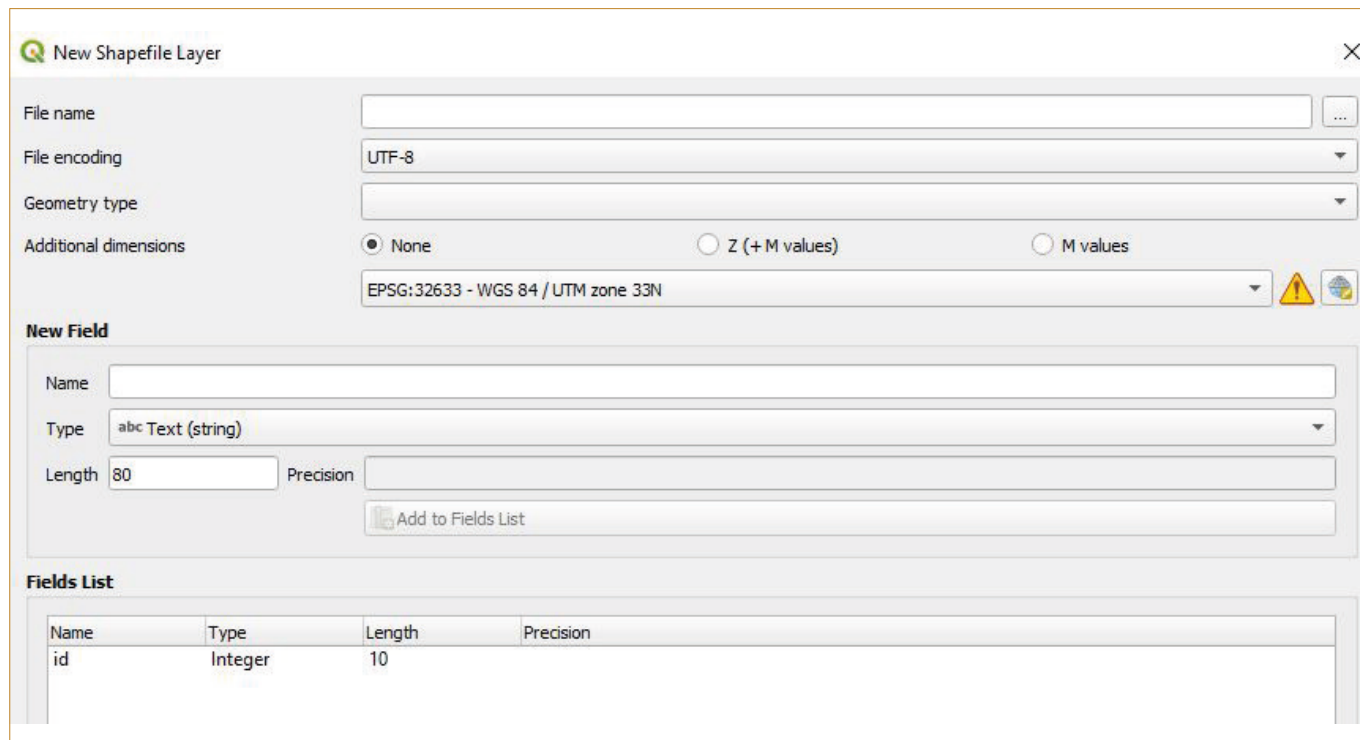 New Shapefile Layer
File name ...
File encoding UTF-8
Geometry type
Additional dimensions None Z (+ M values) M values
EPSG:32633 - WGS 84 / UTM zone 33N
New Field
Name
Type abc Text (string)
Length 80 Precision
Add to Fields List
Fields List
Name Type Length Precision
id Integer 10